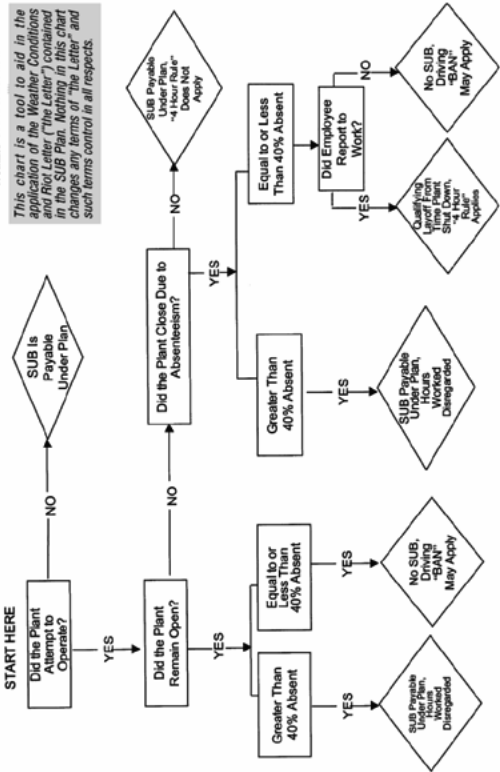 This chart is a tool to aid in the
application of the Weather Conditions
and Riot Letter ("the Letter") contained
in the SUB Plan. Nothing in this chart
changes any terms of "the Letter" and
such terms control in all respects.
START HERE
Did the Plant
Attempt to
Operate?
NO
SUB Is
Payable
Under Plan
YES
Did the Plant
Remain Open?
NO
Did the Plant Close Due to
Absenteeism?
NO
SUB Payable
Under Plan,
"4 Hour Rule"
Does Not
Apply
YES
YES
Greater Than
40% Absent
Equal to or
Less Than
40% Absent
Greater Than
40% Absent
Equal to or Less
Than 40% Absent
YES
YES
YES
Did Employee
Report to
Work?
YES
NO
SUB Payable
Under Plan,
Hours
Worked
Disregarded
No SUB,
Driving
"BAN"
May Apply
SUB Payable
Under Plan,
Hours
Worked
Disregarded
Qualifying
Layoff From
Time Plant
Shut Down,
"4 Hour
Rule"
Applies
No SUB,
Driving
"BAN"
May Apply